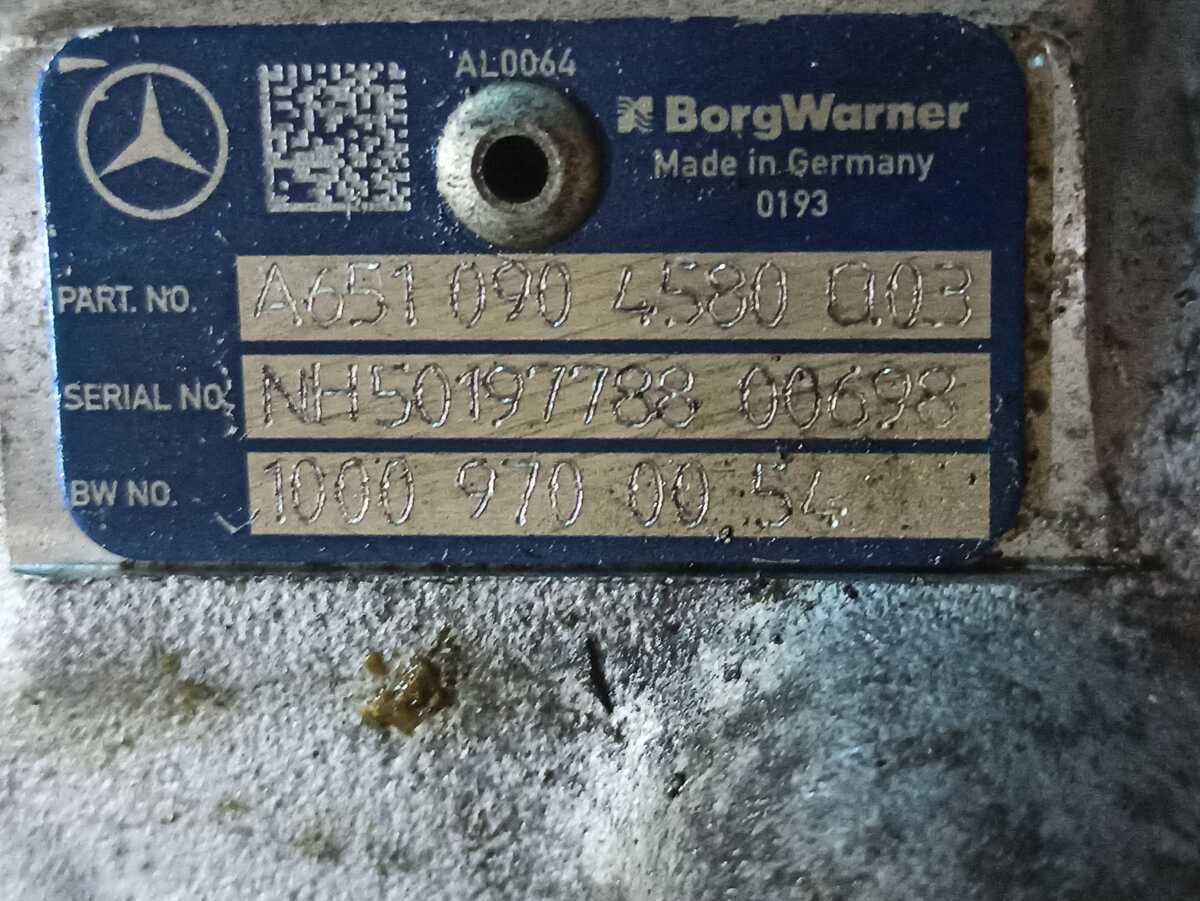 AL0064
BorgWarner
Made in Germany
0193
PART. NO. A651 090 4580 Q03
SERIAL NO. NH50197788 00698
BW NO. 1000 970 00 54